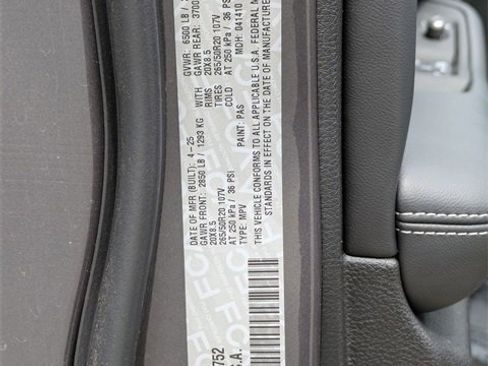 DATE OF MFR (BUILT): 4-25 GVWR: 6500 LB /
GAWR FRONT: 2850 LB / 1293 KG WITH GAWR REAR: 3700
20X8.5 RIMS 20X8.5
265/50R20 107V TIRES 265/50R20 107V
AT 250 kPa / 36 PSI COLD AT 250 kPa / 36 PSI
TYPE: MPV PAINT: PAS MDH: 041410
THIS VEHICLE CONFORMS TO ALL APPLICABLE U.S.A. FEDERAL M
STANDARDS IN EFFECT ON THE DATE OF MANUFACTURE
752
S.A.